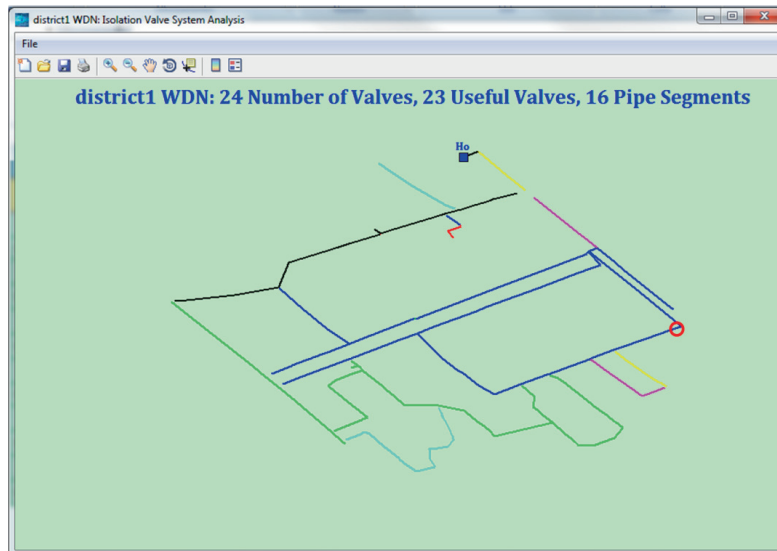 district1 WDN: Isolation Valve System Analysis
File
district1 WDN: 24 Number of Valves, 23 Useful Valves, 16 Pipe Segments
Ho